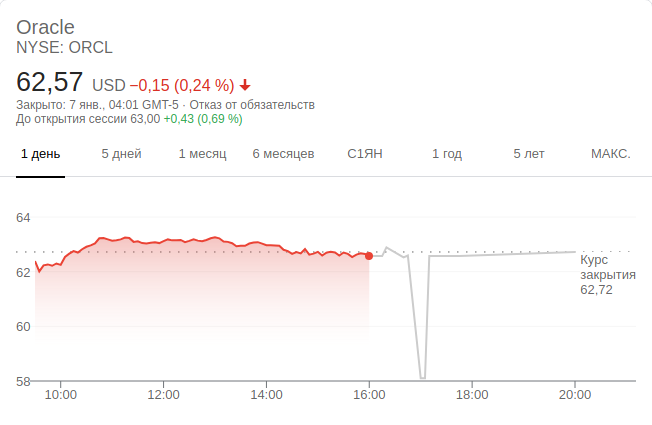 Oracle
NYSE: ORCL
62,57 USD −0,15 (0,24 %)
Закрыто: 7 янв., 04:01 GMT-5 · Отказ от обязательств
До открытия сессии 63,00 +0,43 (0,69 %)
1 день 5 дней 1 месяц 6 месяцев С1ЯН 1 год 5 лет МАКС.
64
62
60
58
Курс
закрытия
62,72
10:00 12:00 14:00 16:00 18:00 20:00